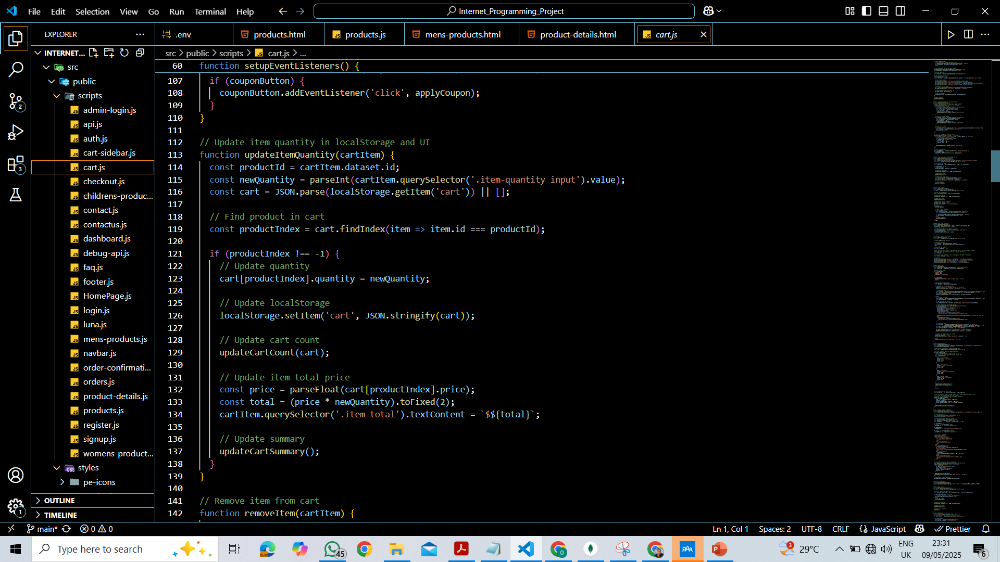 File Edit Selection View Go Run Terminal Help
Internet_Programming_Project
EXPLORER
.env
products.html
products.js
mens-products.html
product-details.html
cart.js
INTERNET...
src > public > scripts > cart.js > ...
src
public
scripts
admin-login.js
api.js
auth.js
cart-sidebar.js
cart.js
checkout.js
childrens-produc...
contact.js
contactus.js
dashboard.js
debug-api.js
faq.js
footer.js
HomePage.js
login.js
luna.js
mens-products.js
navbar.js
order-confirmati...
orders.js
product-details.js
products.js
register.js
signup.js
womens-product...
styles
pe-icons
OUTLINE
TIMELINE
2
3
1
60 function setupEventListeners() {
107 if (couponButton) {
108 couponButton.addEventListener('click', applyCoupon);
109 }
110 }
111
112 // Update item quantity in localStorage and UI
113 function updateItemQuantity(cartItem) {
114 const productId = cartItem.dataset.id;
115 const newQuantity = parseInt(cartItem.querySelector('.item-quantity input').value);
116 const cart = JSON.parse(localStorage.getItem('cart')) || [];
117
118 // Find product in cart
119 const productIndex = cart.findIndex(item => item.id === productId);
120
121 if (productIndex !== -1) {
122 // Update quantity
123 cart[productIndex].quantity = newQuantity;
124
125 // Update localStorage
126 localStorage.setItem('cart', JSON.stringify(cart));
127
128 // Update cart count
129 updateCartCount(cart);
130
131 // Update item total price
132 const price = parseFloat(cart[productIndex].price);
133 const total = (price * newQuantity).toFixed(2);
134 cartItem.querySelector('.item-total').textContent = `$${total}`;
135
136 // Update summary
137 updateCartSummary();
138 }
139 }
140
141 // Remove item from cart
142 function removeItem(cartItem) {
main* 0 0
Ln 1, Col 1 Spaces: 2 UTF-8 CRLF JavaScript Prettier
Type here to search
45
3
29°C
ENG
UK
23:31
09/05/2025
6